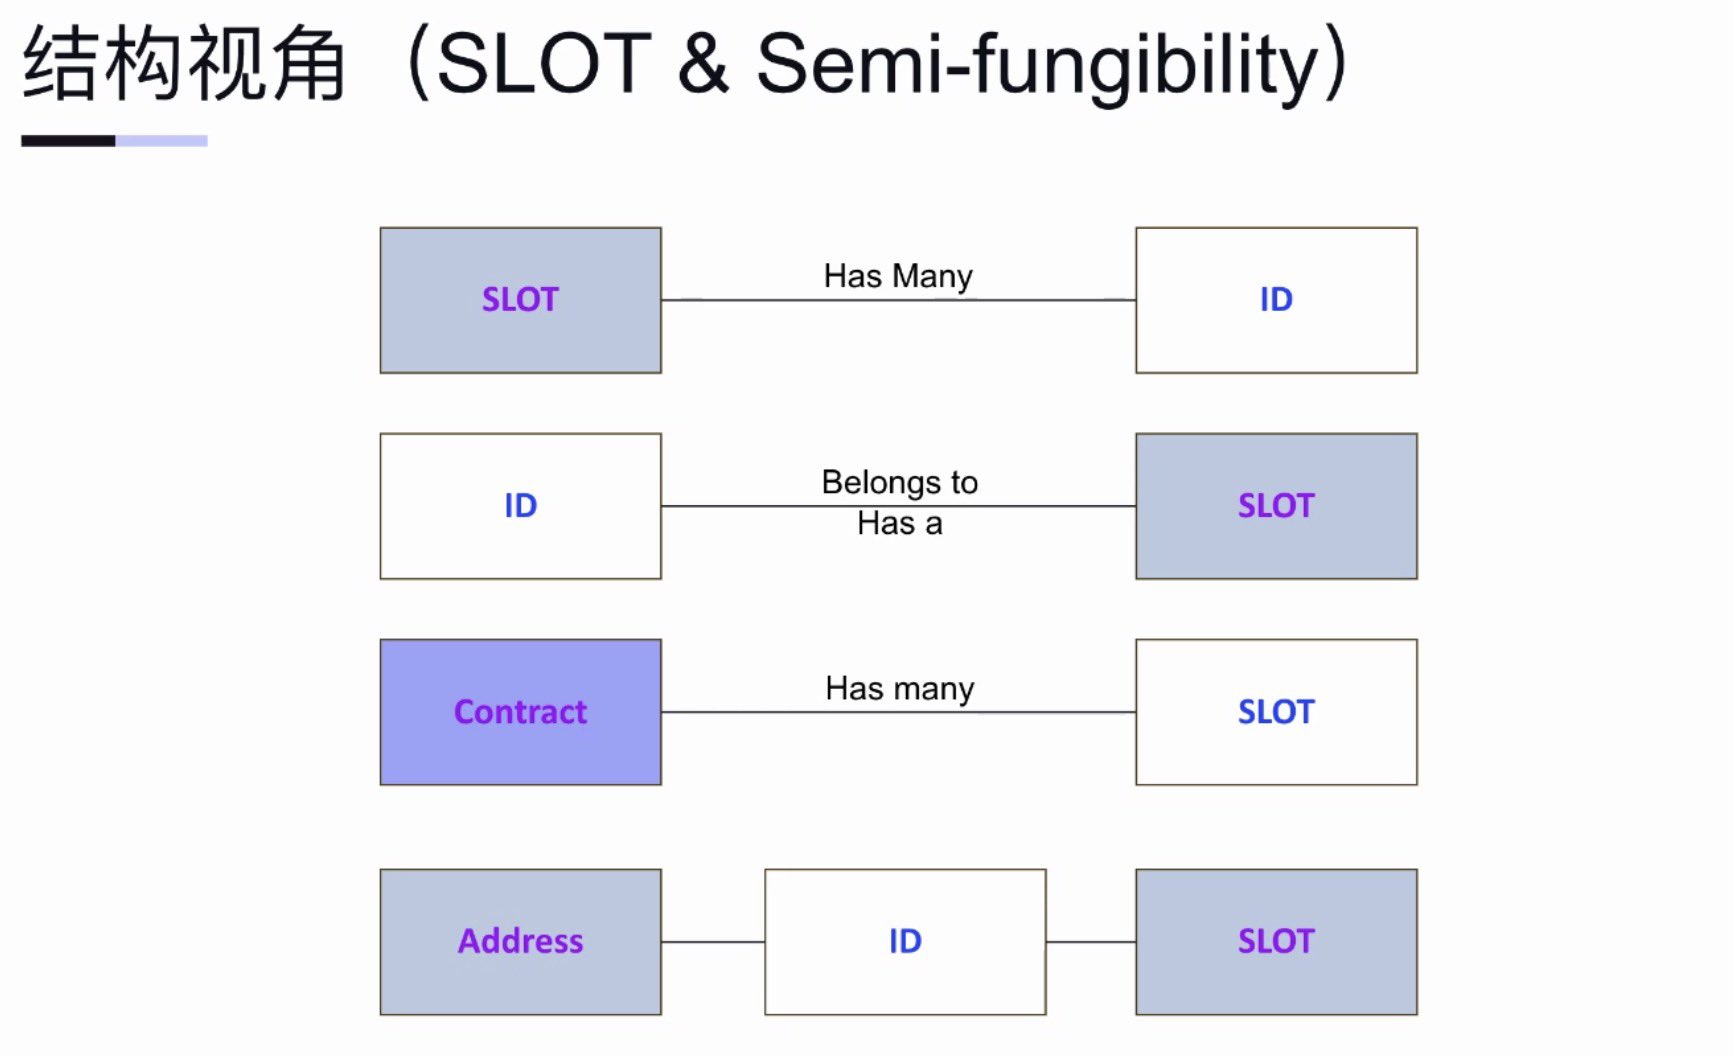 结构视角（SLOT & Semi-fungibility）
SLOT
Has Many
ID
ID
Belongs to
Has a
SLOT
Contract
Has many
SLOT
Address
ID
SLOT